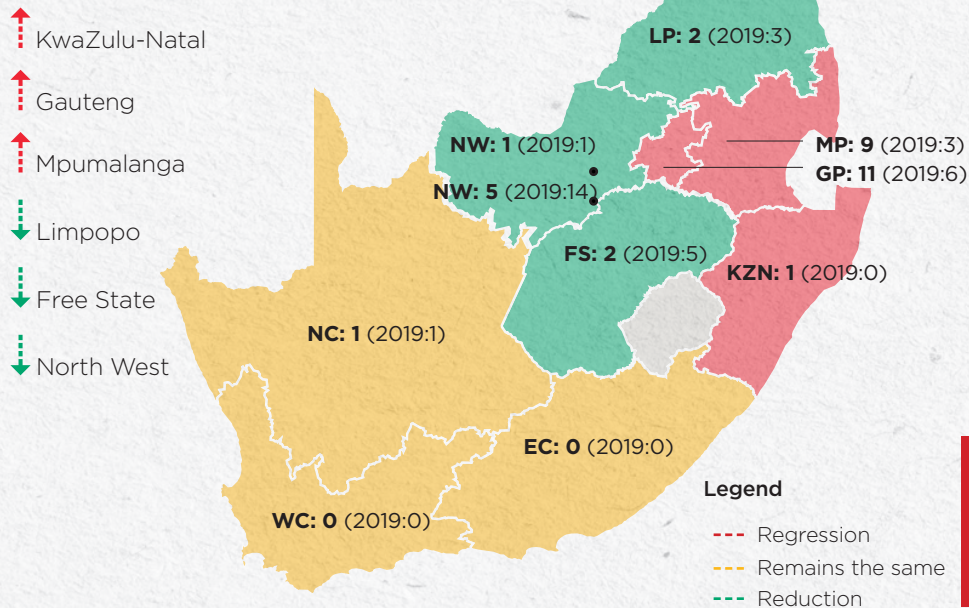 KwaZulu-Natal
Gauteng
Mpumalanga
Limpopo
Free State
North West
LP: 2 (2019:3)
NW: 1 (2019:1)
MP: 9 (2019:3)
GP: 11 (2019:6)
NW: 5 (2019:14)
FS: 2 (2019:5)
KZN: 1 (2019:0)
NC: 1 (2019:1)
EC: 0 (2019:0)
WC: 0 (2019:0)
Legend
Regression
Remains the same
Reduction